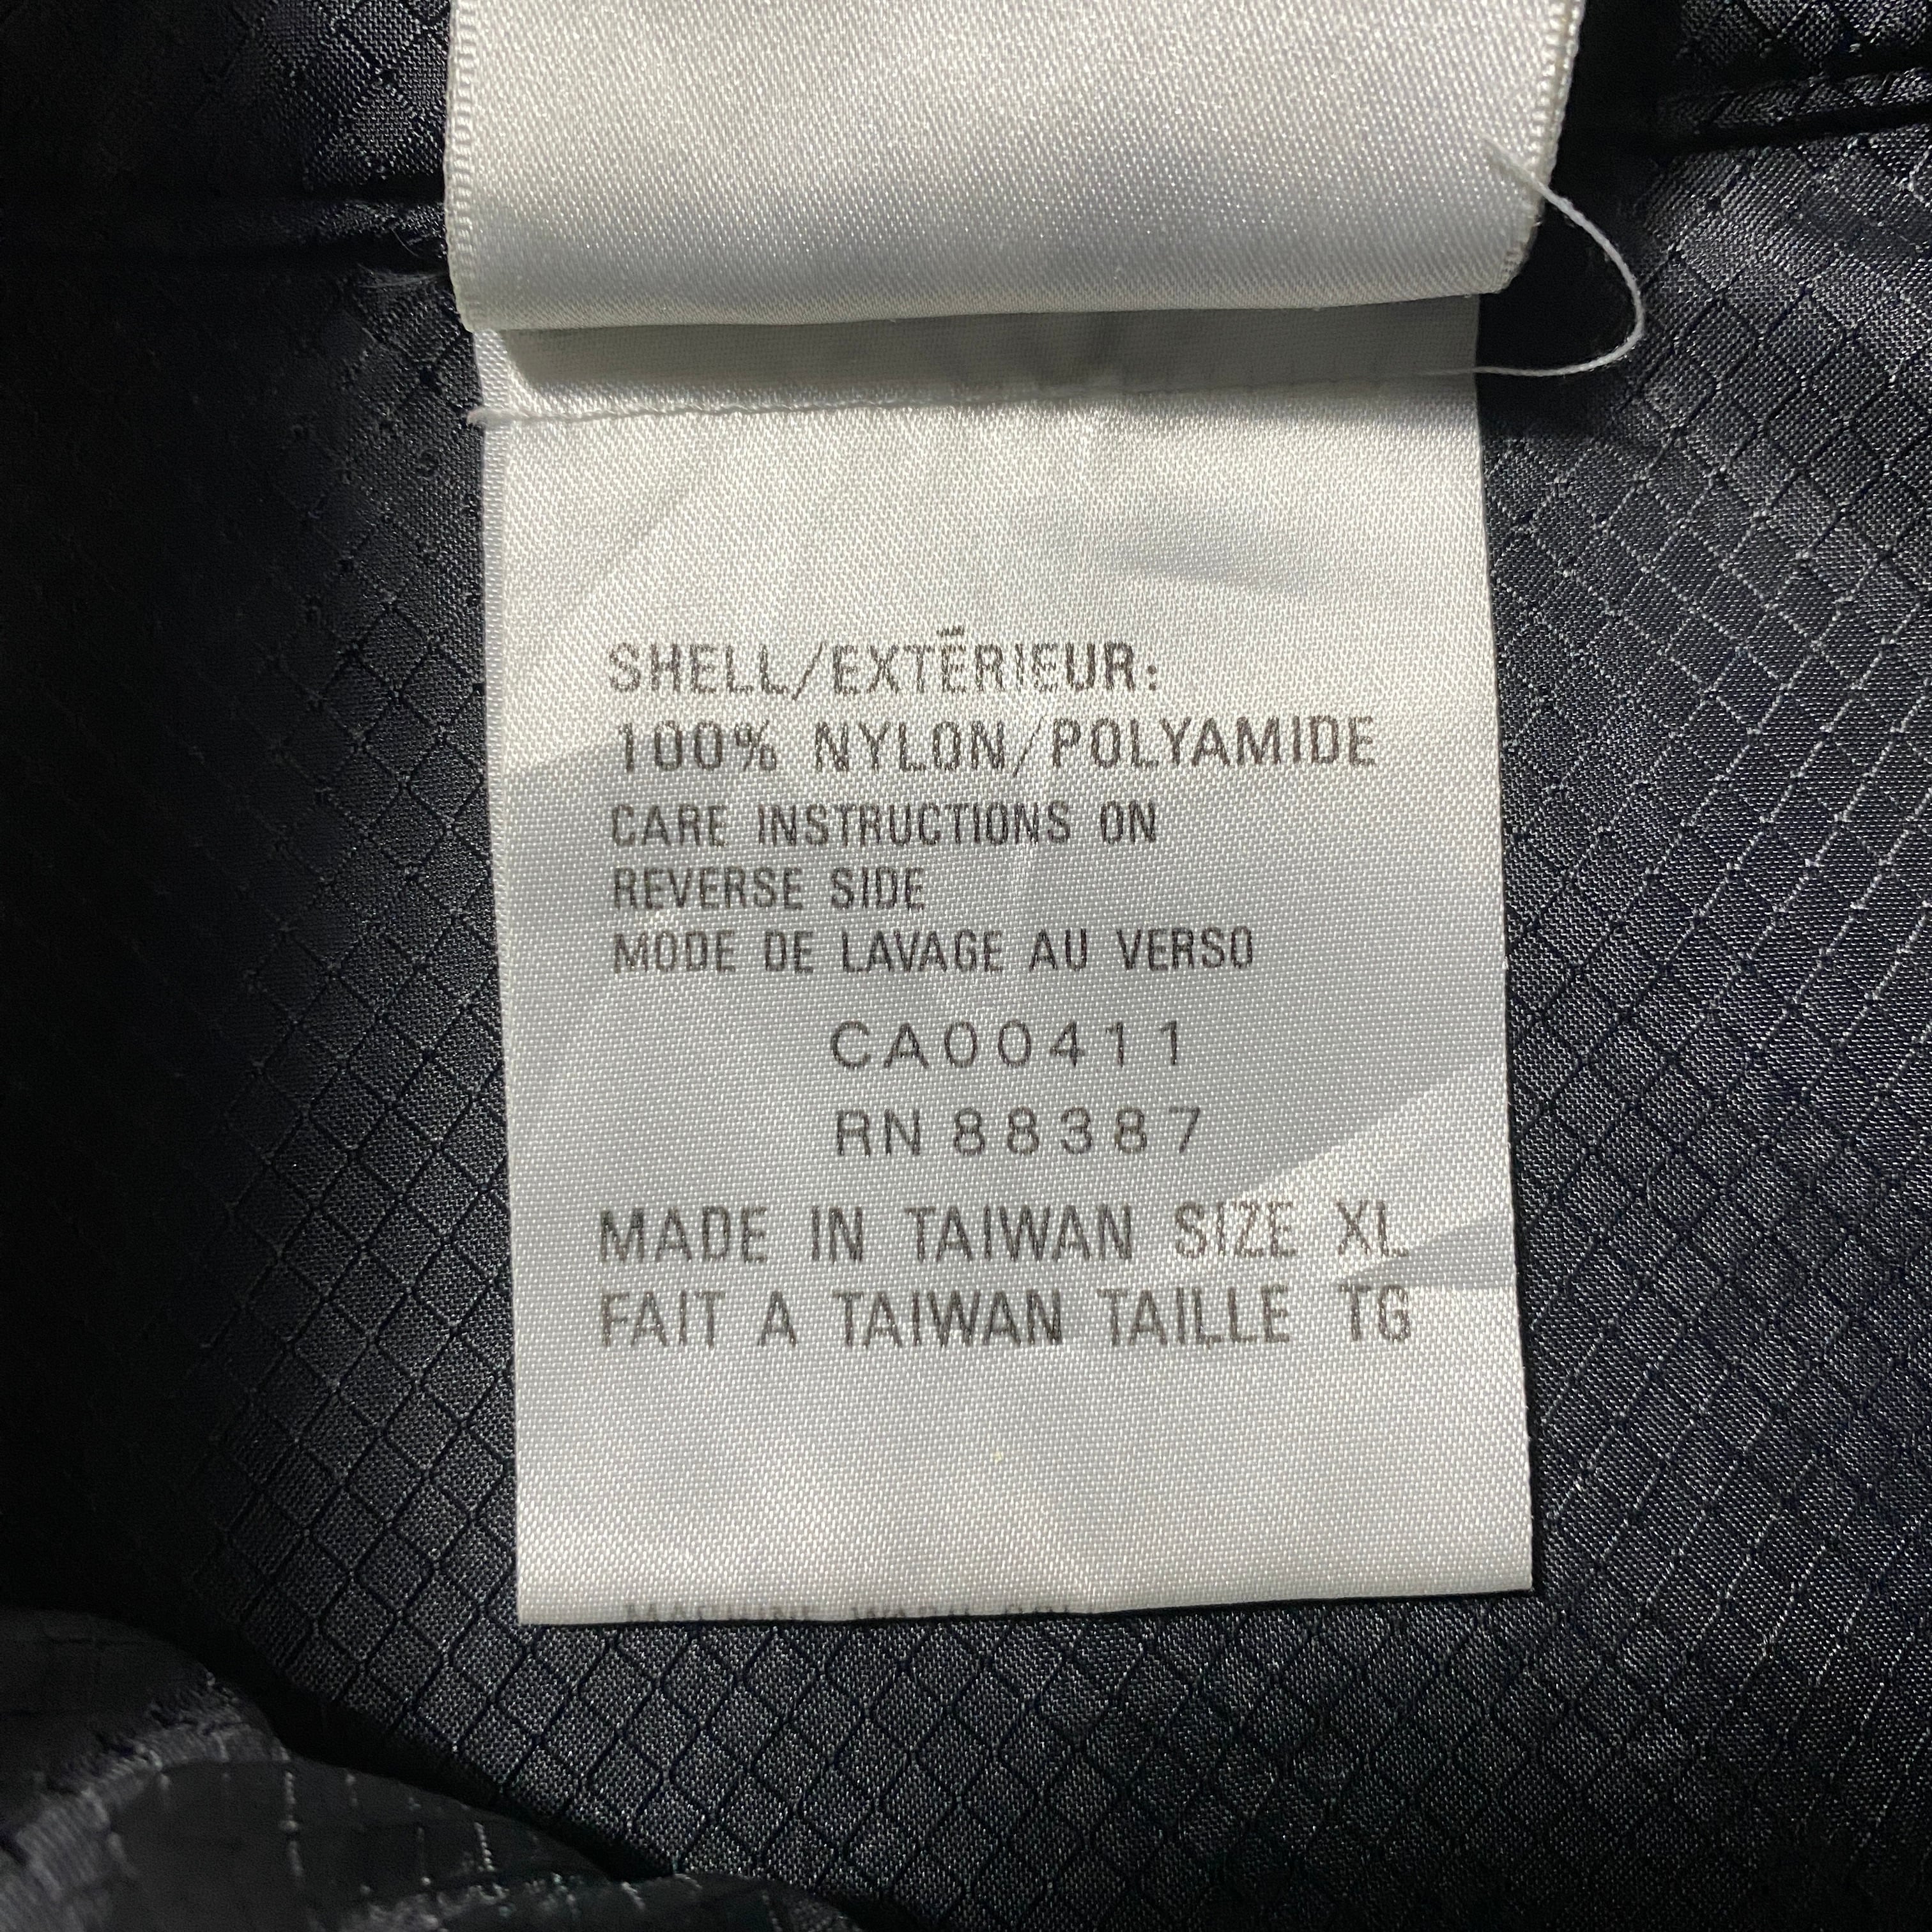 SHELL/EXTÉRIEUR:
100% NYLON/POLYAMIDE
CARE INSTRUCTIONS ON
REVERSE SIDE
MODE DE LAVAGE AU VERSO
CA00411
RN 88387
MADE IN TAIWAN SIZE XL
FAIT A TAIWAN TAILLE TG